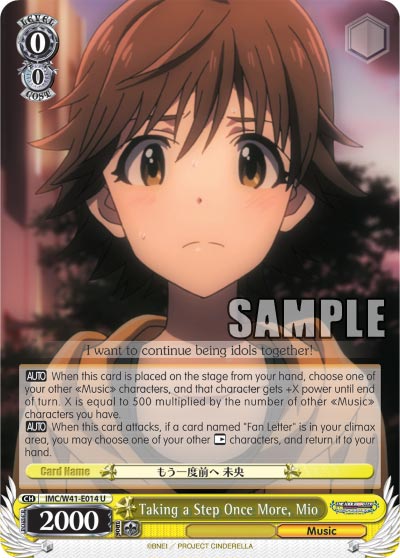 LEVEL
0
0
COST
SAMPLE
I want to continue being idols together!
AUTO When this card is placed on the stage from your hand, choose one of
your other «Music» characters, and that character gets +X power until end
of turn. X is equal to 500 multiplied by the number of other «Music»
characters you have.
AUTO When this card attacks, if a card named "Fan Letter" is in your climax
area, you may choose one of your other characters, and return it to your
hand.
Card Name
もう一度前へ 未央
CH IMC/W41-E014 U
POWER
2000
Taking a Step Once More, Mio
Music
©BNEI / PROJECT CINDERELLA